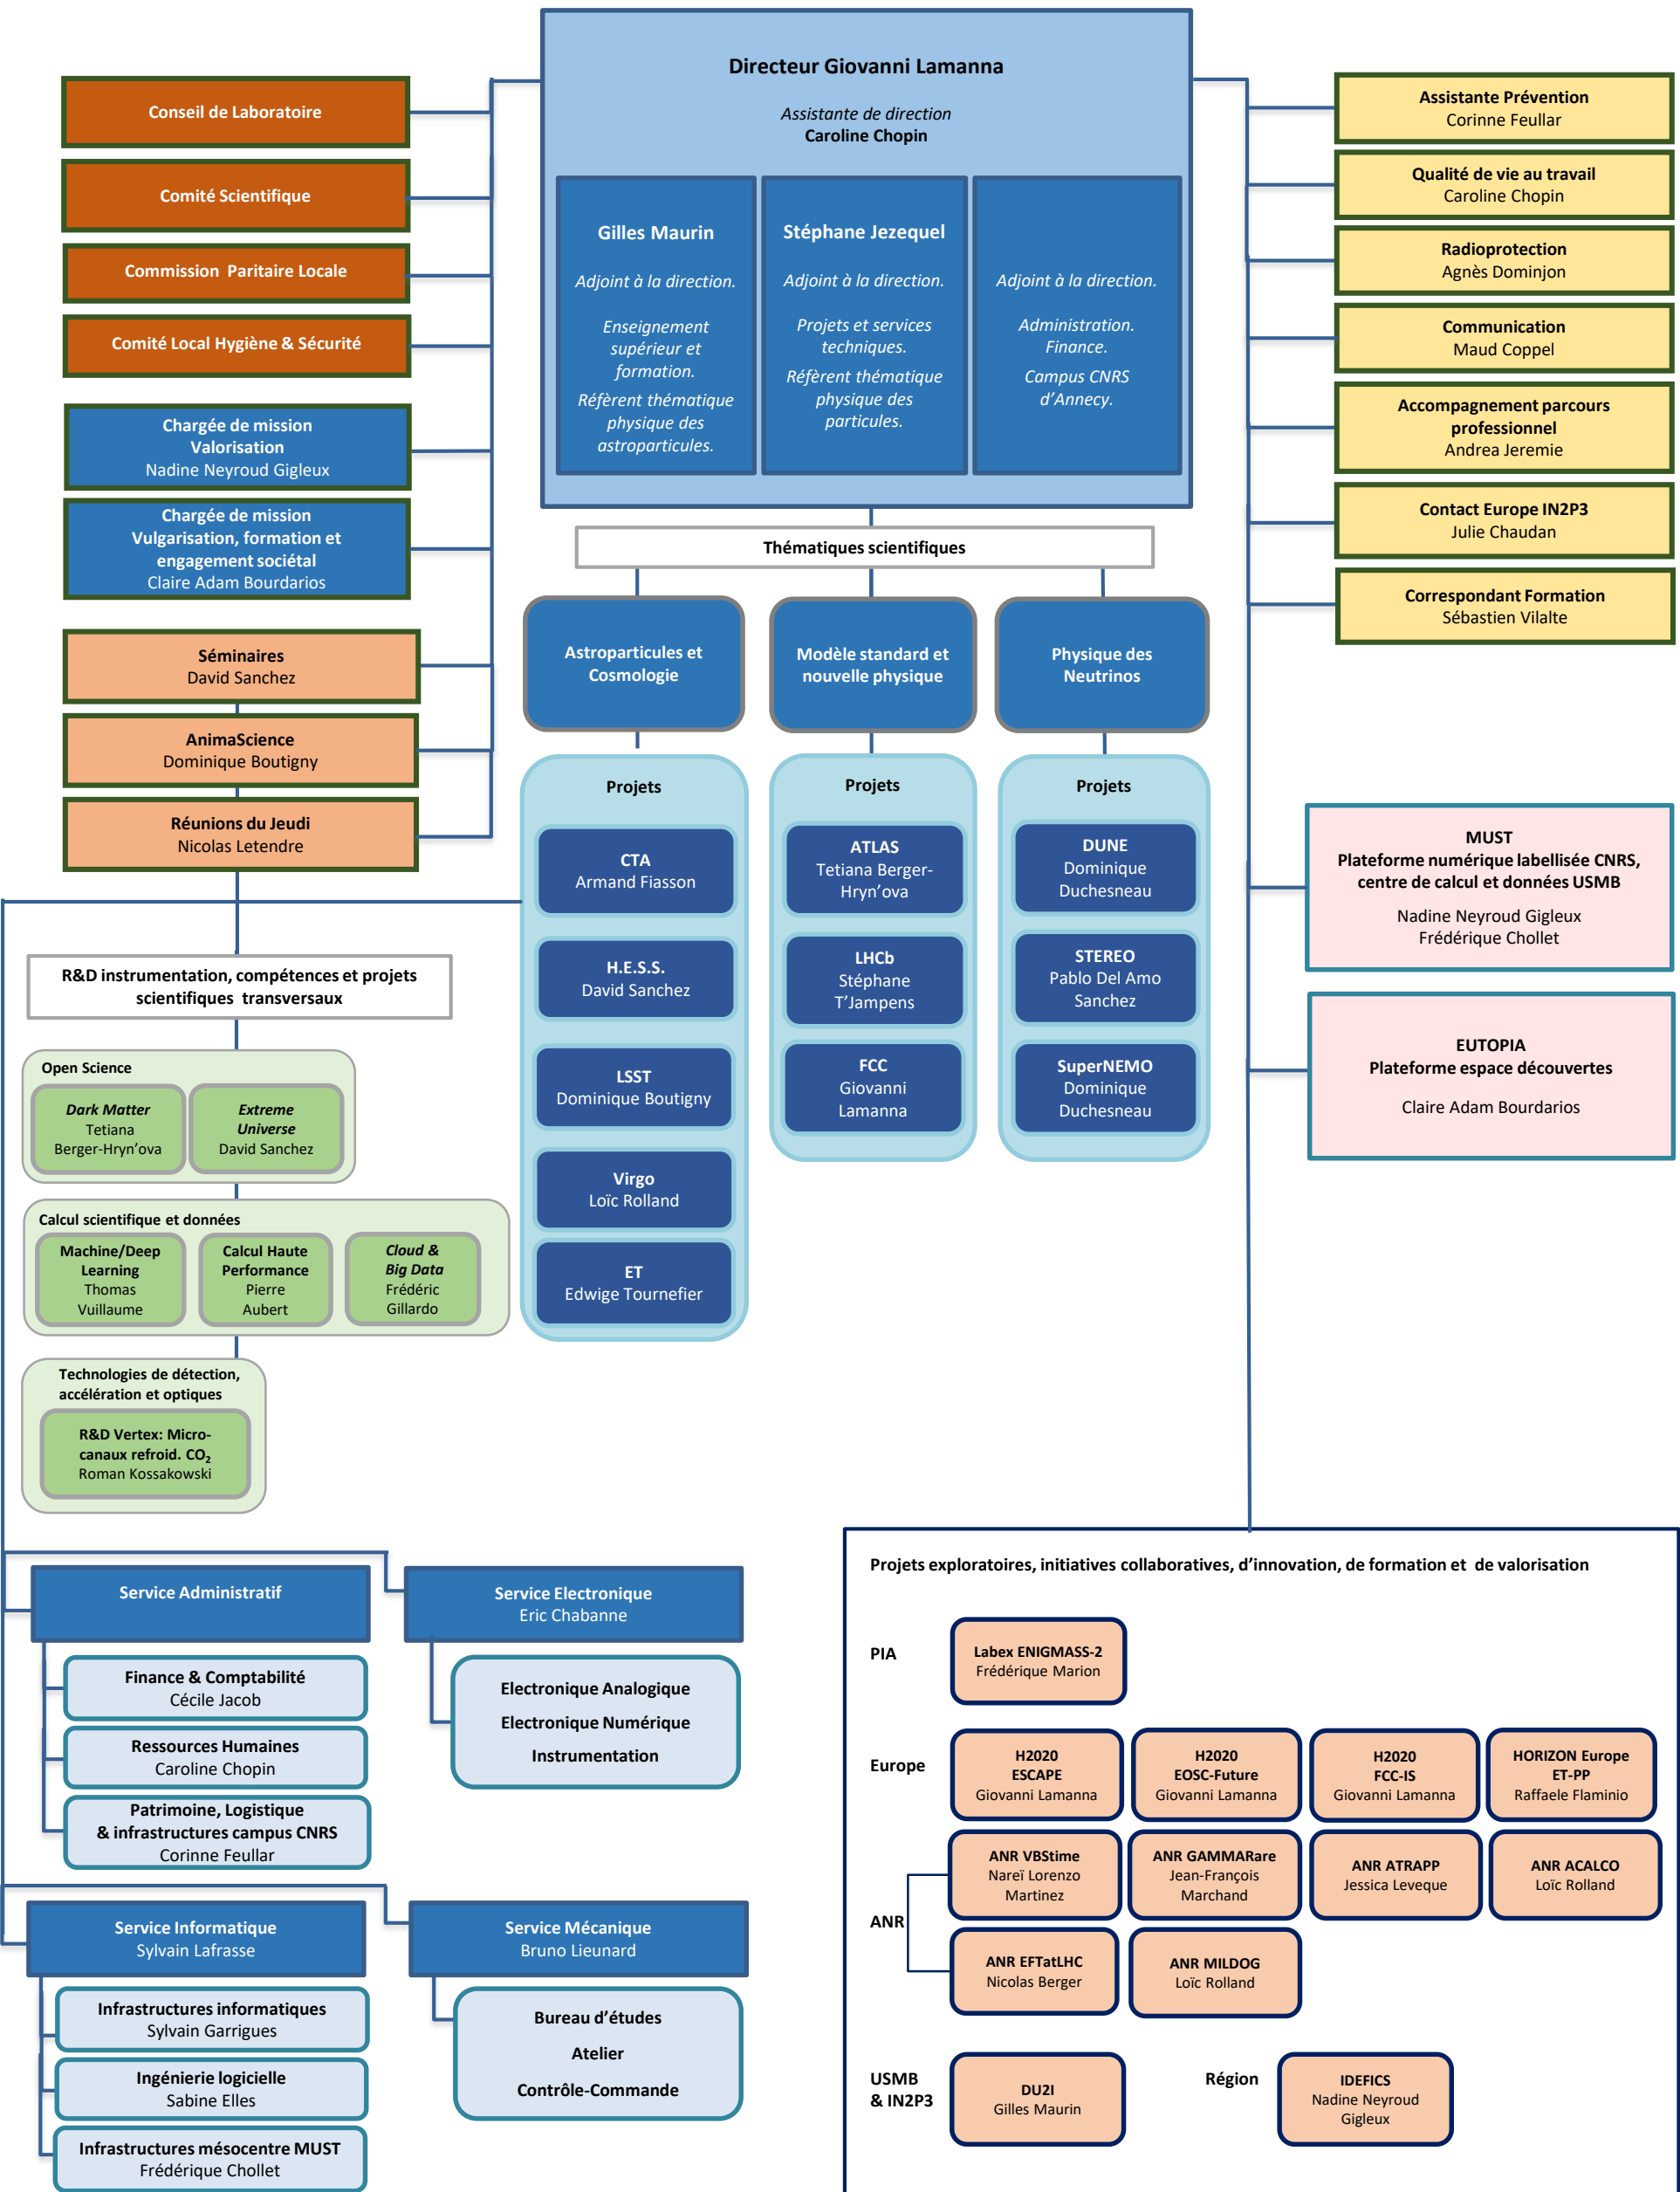 Directeur Giovanni Lamanna
Assistante de direction
Caroline Chopin
Gilles Maurin
Adjoint à la direction.
Enseignement
supérieur et
formation.
Réfèrent thématique
physique des
astroparticules.
Stéphane Jezequel
Adjoint à la direction.
Projets et services
techniques.
Réfèrent thématique
physique des
particules.
Adjoint à la direction.
Administration.
Finance.
Campus CNRS
d’Annecy.
Conseil de Laboratoire
Comité Scientifique
Commission Paritaire Locale
Comité Local Hygiène & Sécurité
Chargée de mission
Valorisation
Nadine Neyroud Gigleux
Chargée de mission
Vulgarisation, formation et
engagement sociétal
Claire Adam Bourdarios
Séminaires
David Sanchez
AnimaScience
Dominique Boutigny
Réunions du Jeudi
Nicolas Letendre
Assistante Prévention
Corinne Feullar
Qualité de vie au travail
Caroline Chopin
Radioprotection
Agnès Dominjon
Communication
Maud Coppel
Accompagnement parcours
professionnel
Andrea Jeremie
Contact Europe IN2P3
Julie Chaudan
Correspondant Formation
Sébastien Vilalte
Thématiques scientifiques
Astroparticules et
Cosmologie
Modèle standard et
nouvelle physique
Physique des
Neutrinos
Projets
CTA
Armand Fiasson
H.E.S.S.
David Sanchez
LSST
Dominique Boutigny
Virgo
Loïc Rolland
ET
Edwige Tournefier
Projets
ATLAS
Tetiana Berger-
Hryn’ova
LHCb
Stéphane
T’Jampens
FCC
Giovanni
Lamanna
Projets
DUNE
Dominique
Duchesneau
STEREO
Pablo Del Amo
Sanchez
SuperNEMO
Dominique
Duchesneau
MUST
Plateforme numérique labellisée CNRS,
centre de calcul et données USMB
Nadine Neyroud Gigleux
Frédérique Chollet
EUTOPIA
Plateforme espace découvertes
Claire Adam Bourdarios
R&D instrumentation, compétences et projets
scientifiques transversaux
Open Science
Dark Matter
Tetiana
Berger-Hryn’ova
Extreme
Universe
David Sanchez
Calcul scientifique et données
Machine/Deep
Learning
Thomas
Vuillaume
Calcul Haute
Performance
Pierre
Aubert
Cloud &
Big Data
Frédéric
Gillardo
Technologies de détection,
accélération et optiques
R&D Vertex: Micro-
canaux refroid. CO₂
Roman Kossakowski
Service Administratif
Finance & Comptabilité
Cécile Jacob
Ressources Humaines
Caroline Chopin
Patrimoine, Logistique
& infrastructures campus CNRS
Corinne Feullar
Service Electronique
Eric Chabanne
Electronique Analogique
Electronique Numérique
Instrumentation
Service Informatique
Sylvain Lafrasse
Infrastructures informatiques
Sylvain Garrigues
Ingénierie logicielle
Sabine Elles
Infrastructures mésocentre MUST
Frédérique Chollet
Service Mécanique
Bruno Lieunard
Bureau d’études
Atelier
Contrôle-Commande
Projets exploratoires, initiatives collaboratives, d’innovation, de formation et de valorisation
PIA
Labex ENIGMASS-2
Frédérique Marion
Europe
H2020
ESCAPE
Giovanni Lamanna
H2020
EOSC-Future
Giovanni Lamanna
H2020
FCC-IS
Giovanni Lamanna
HORIZON Europe
ET-PP
Raffaele Flaminio
ANR
ANR VBStime
Nareï Lorenzo
Martinez
ANR GAMMARare
Jean-François
Marchand
ANR ATRAPP
Jessica Leveque
ANR ACALCO
Loïc Rolland
ANR EFTatLHC
Nicolas Berger
ANR MILDOG
Loïc Rolland
USMB
& IN2P3
DU2I
Gilles Maurin
Région
IDEFICS
Nadine Neyroud
Gigleux